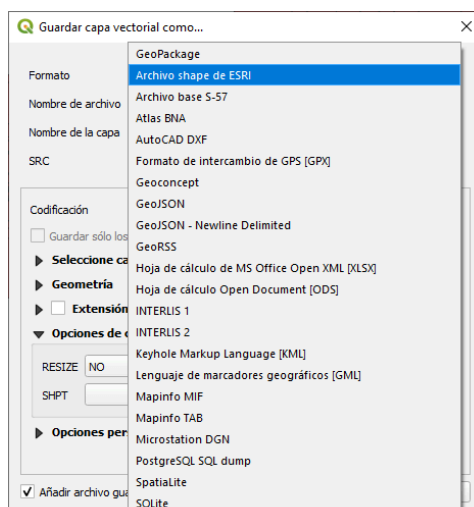 Guardar capa vectorial como...
Formato
Nombre de archivo
Nombre de la capa
SRC
GeoPackage
Archivo shape de ESRI
Archivo base S-57
Atlas BNA
AutoCAD DXF
Formato de intercambio de GPS [GPX]
Geoconcept
GeoJSON
GeoJSON - Newline Delimited
GeoRSS
Hoja de cálculo de MS Office Open XML [XLSX]
Hoja de cálculo Open Document [ODS]
INTERLIS 1
INTERLIS 2
Keyhole Markup Language [KML]
Lenguaje de marcadores geográficos [GML]
Mapinfo MIF
Mapinfo TAB
Microstation DGN
PostgreSQL SQL dump
SpatiaLite
SQLite
Codificación
Guardar sólo los
Seleccione ca
Geometría
Extensión
Opciones de c
RESIZE NO
SHPT
Opciones per
Añadir archivo gua